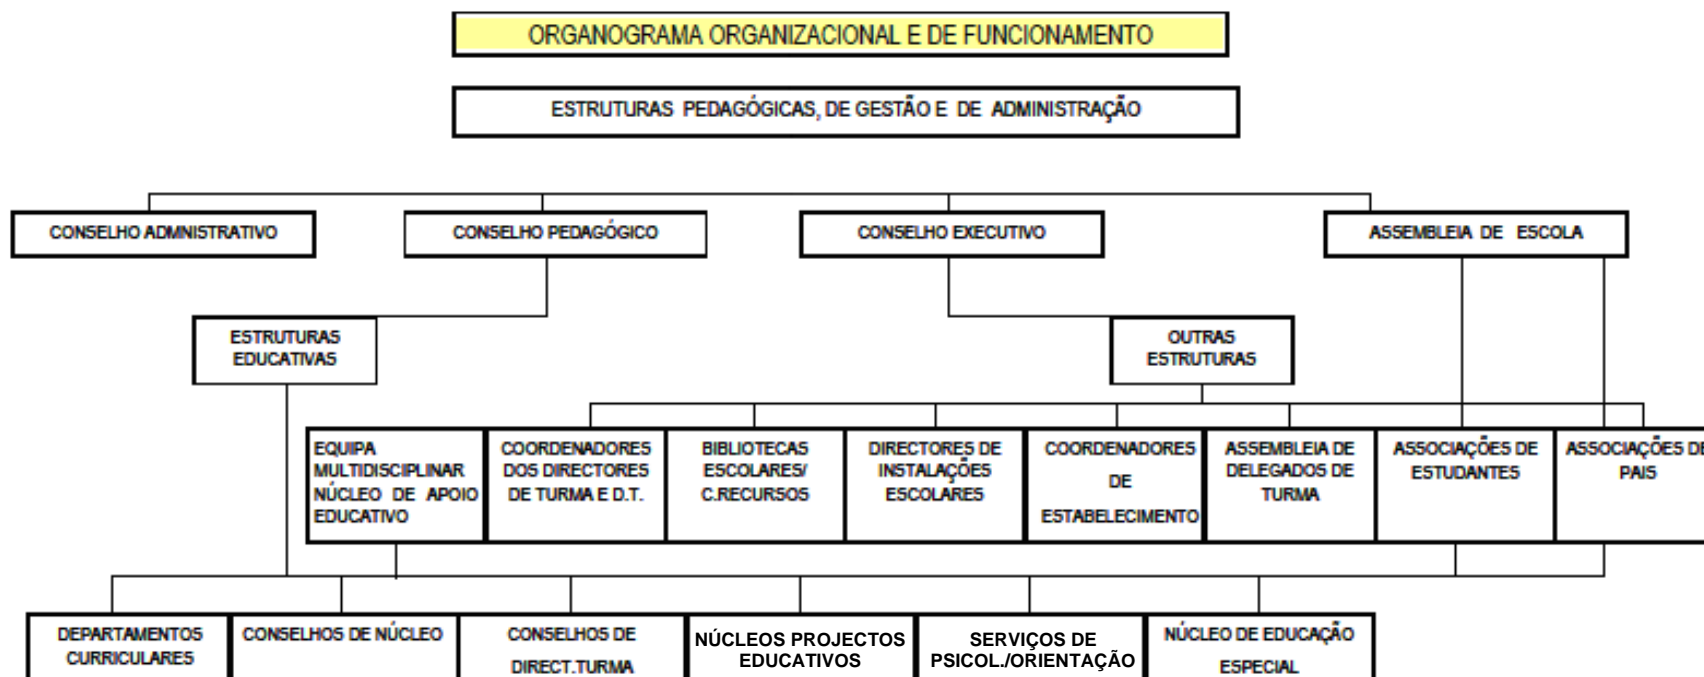 ORGANOGRAMA ORGANIZACIONAL E DE FUNCIONAMENTO
ESTRUTURAS PEDAGÓGICAS, DE GESTÃO E DE ADMINISTRAÇÃO
CONSELHO ADMNISTRATIVO
CONSELHO PEDAGÓGICO
CONSELHO EXECUTIVO
ASSEMBLEIA DE ESCOLA
ESTRUTURAS
EDUCATIVAS
OUTRAS
ESTRUTURAS
EQUIPA
MULTIDISCIPLINAR
NÚCLEO DE APOIO
EDUCATIVO
COORDENADORES
DOS DIRECTORES
DE TURMA E D.T.
BIBLIOTECAS
ESCOLARES/
C.RECURSOS
DIRECTORES DE
INSTALAÇÕES
ESCOLARES
COORDENADORES
DE
ESTABELECIMENTO
ASSEMBLEIA DE
DELEGADOS DE
TURMA
ASSOCIAÇÕES DE
ESTUDANTES
ASSOCIAÇÕES DE
PAIS
DEPARTAMENTOS
CURRICULARES
CONSELHOS DE NÚCLEO
CONSELHOS DE
DIRECT.TURMA
NÚCLEOS PROJECTOS
EDUCATIVOS
SERVIÇOS DE
PSICOL./ORIENTAÇÃO
NÚCLEO DE EDUCAÇÃO
ESPECIAL